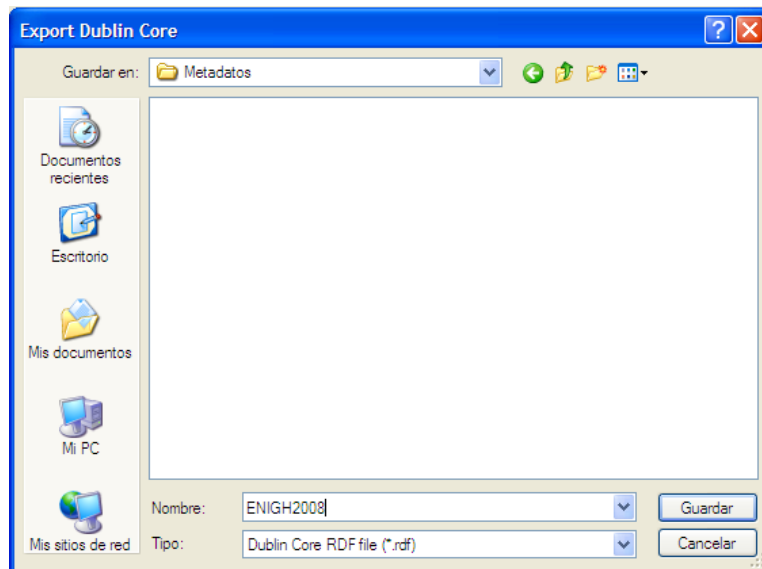 Export Dublin Core
Guardar en:
Metadatos
Documentos
recientes
Escritorio
Mis documentos
Mi PC
Mis sitios de red
Nombre:
ENIGH2008
Guardar
Tipo:
Dublin Core RDF file (*.rdf)
Cancelar